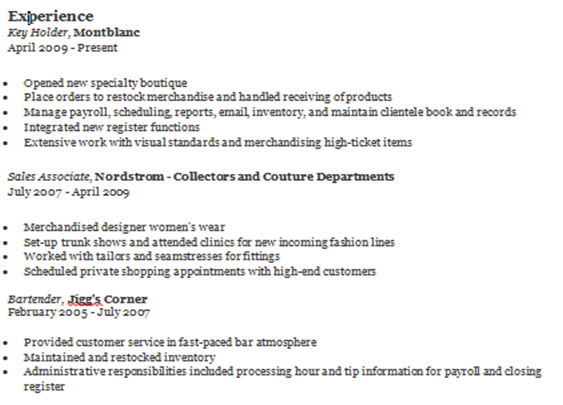 Experience
Key Holder, Montblanc
April 2009 - Present
• Opened new specialty boutique
• Place orders to restock merchandise and handled receiving of products
• Manage payroll, scheduling, reports, email, inventory, and maintain clientele book and records
• Integrated new register functions
• Extensive work with visual standards and merchandising high-ticket items
Sales Associate, Nordstrom - Collectors and Couture Departments
July 2007 - April 2009
• Merchandised designer women's wear
• Set-up trunk shows and attended clinics for new incoming fashion lines
• Worked with tailors and seamstresses for fittings
• Scheduled private shopping appointments with high-end customers
Bartender, Jigg's Corner
February 2005 - July 2007
• Provided customer service in fast-paced bar atmosphere
• Maintained and restocked inventory
• Administrative responsibilities included processing hour and tip information for payroll and closing
register